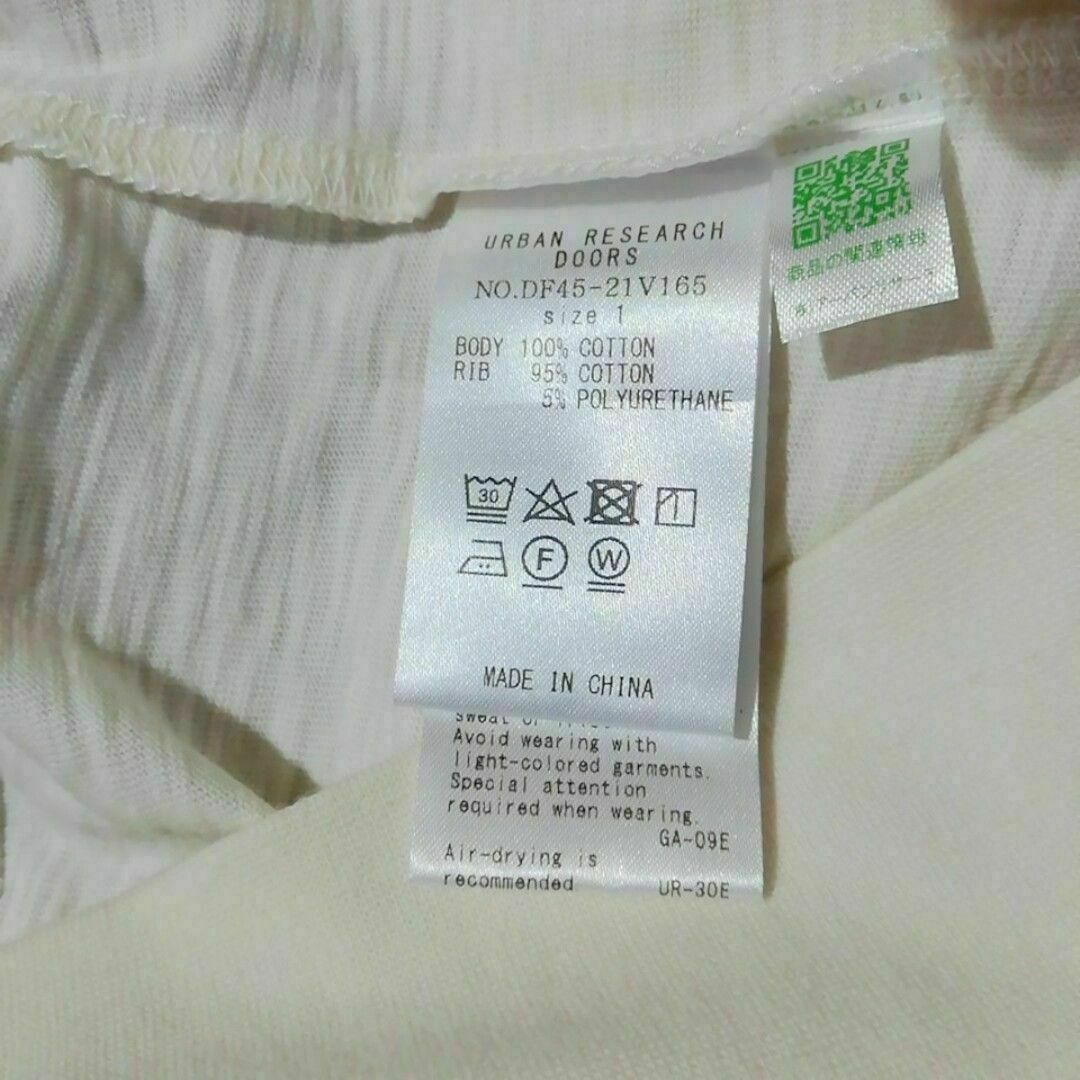 URBAN RESEARCH
DOORS
NO.DF45-21V165
size 1
BODY 100% COTTON
RIB 95% COTTON
5% POLYURETHANE
30
F
W
MADE IN CHINA
Avoid wearing with
light-colored garments.
Special attention
required when wearing.
GA-09E
Air-drying is
recommended UR-30E
商品の関連情報